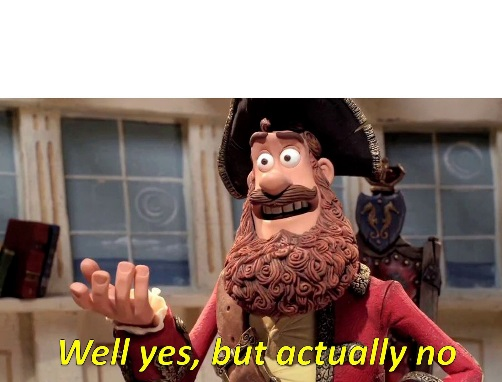 Well yes, but actually no